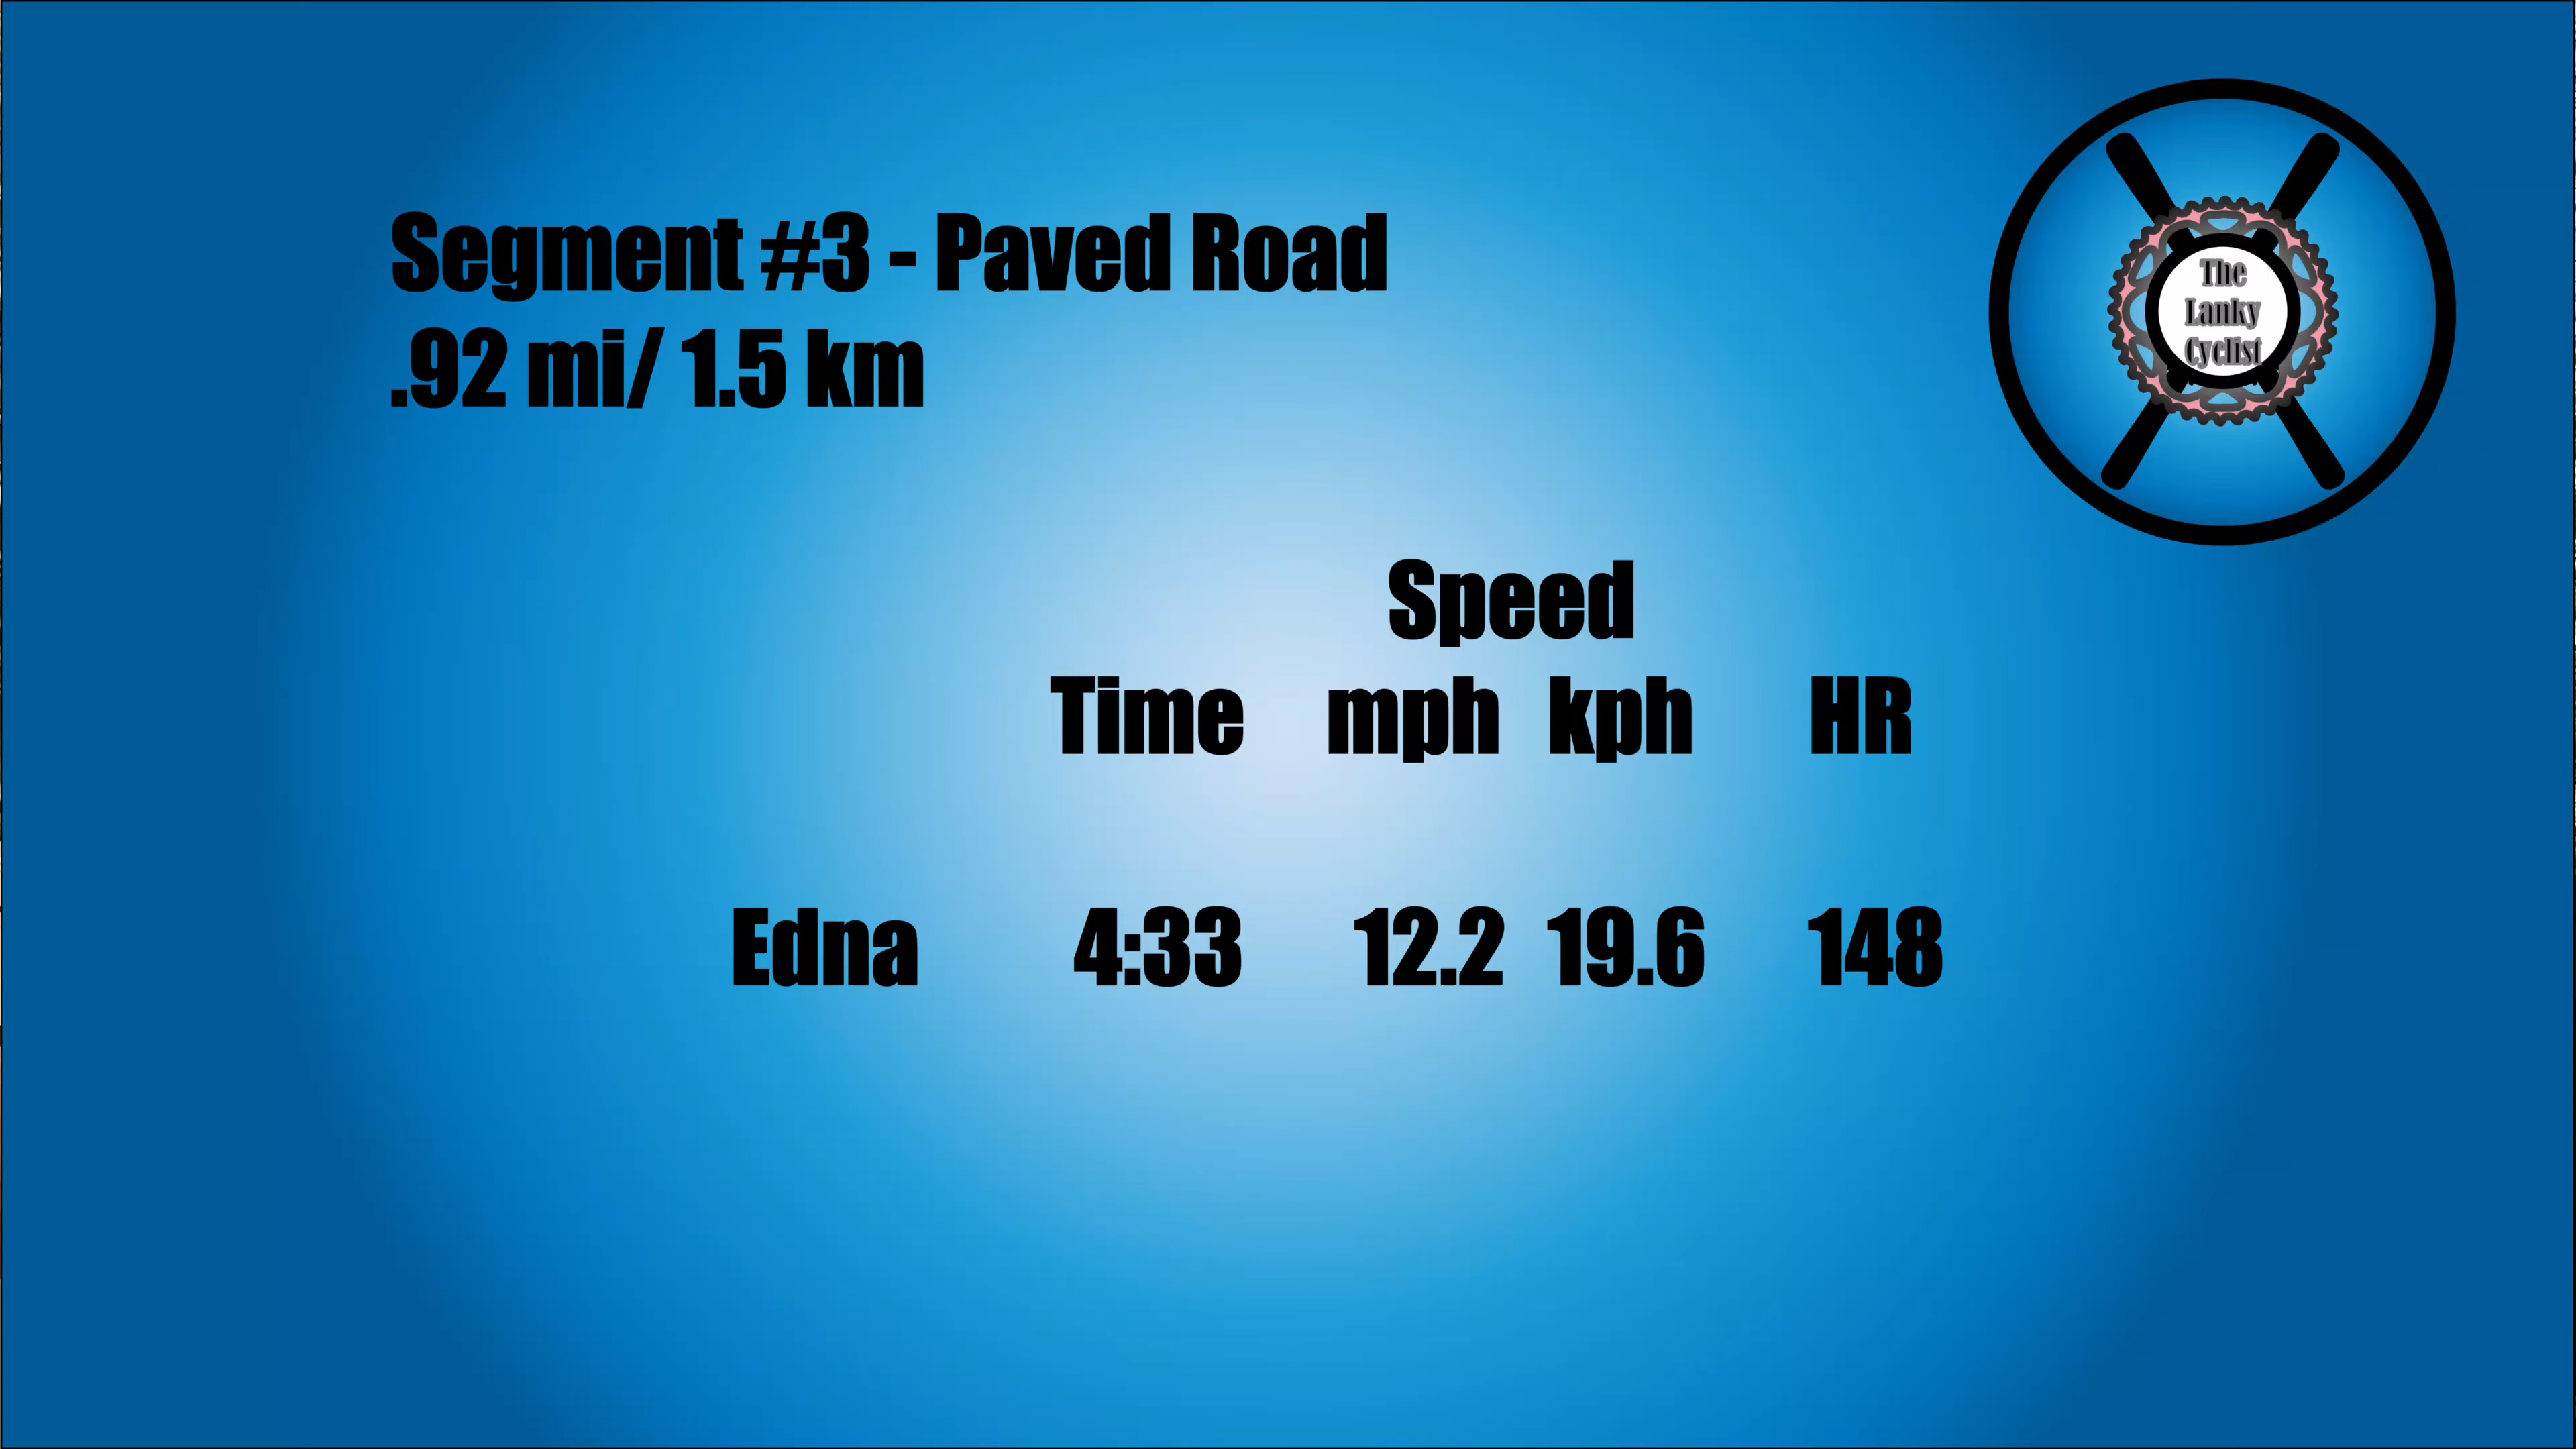 Segment #3 - Paved Road
.92 mi/ 1.5 km
The
Lanky
Cyclist
Speed
Time mph kph HR
Edna 4:33 12.2 19.6 148